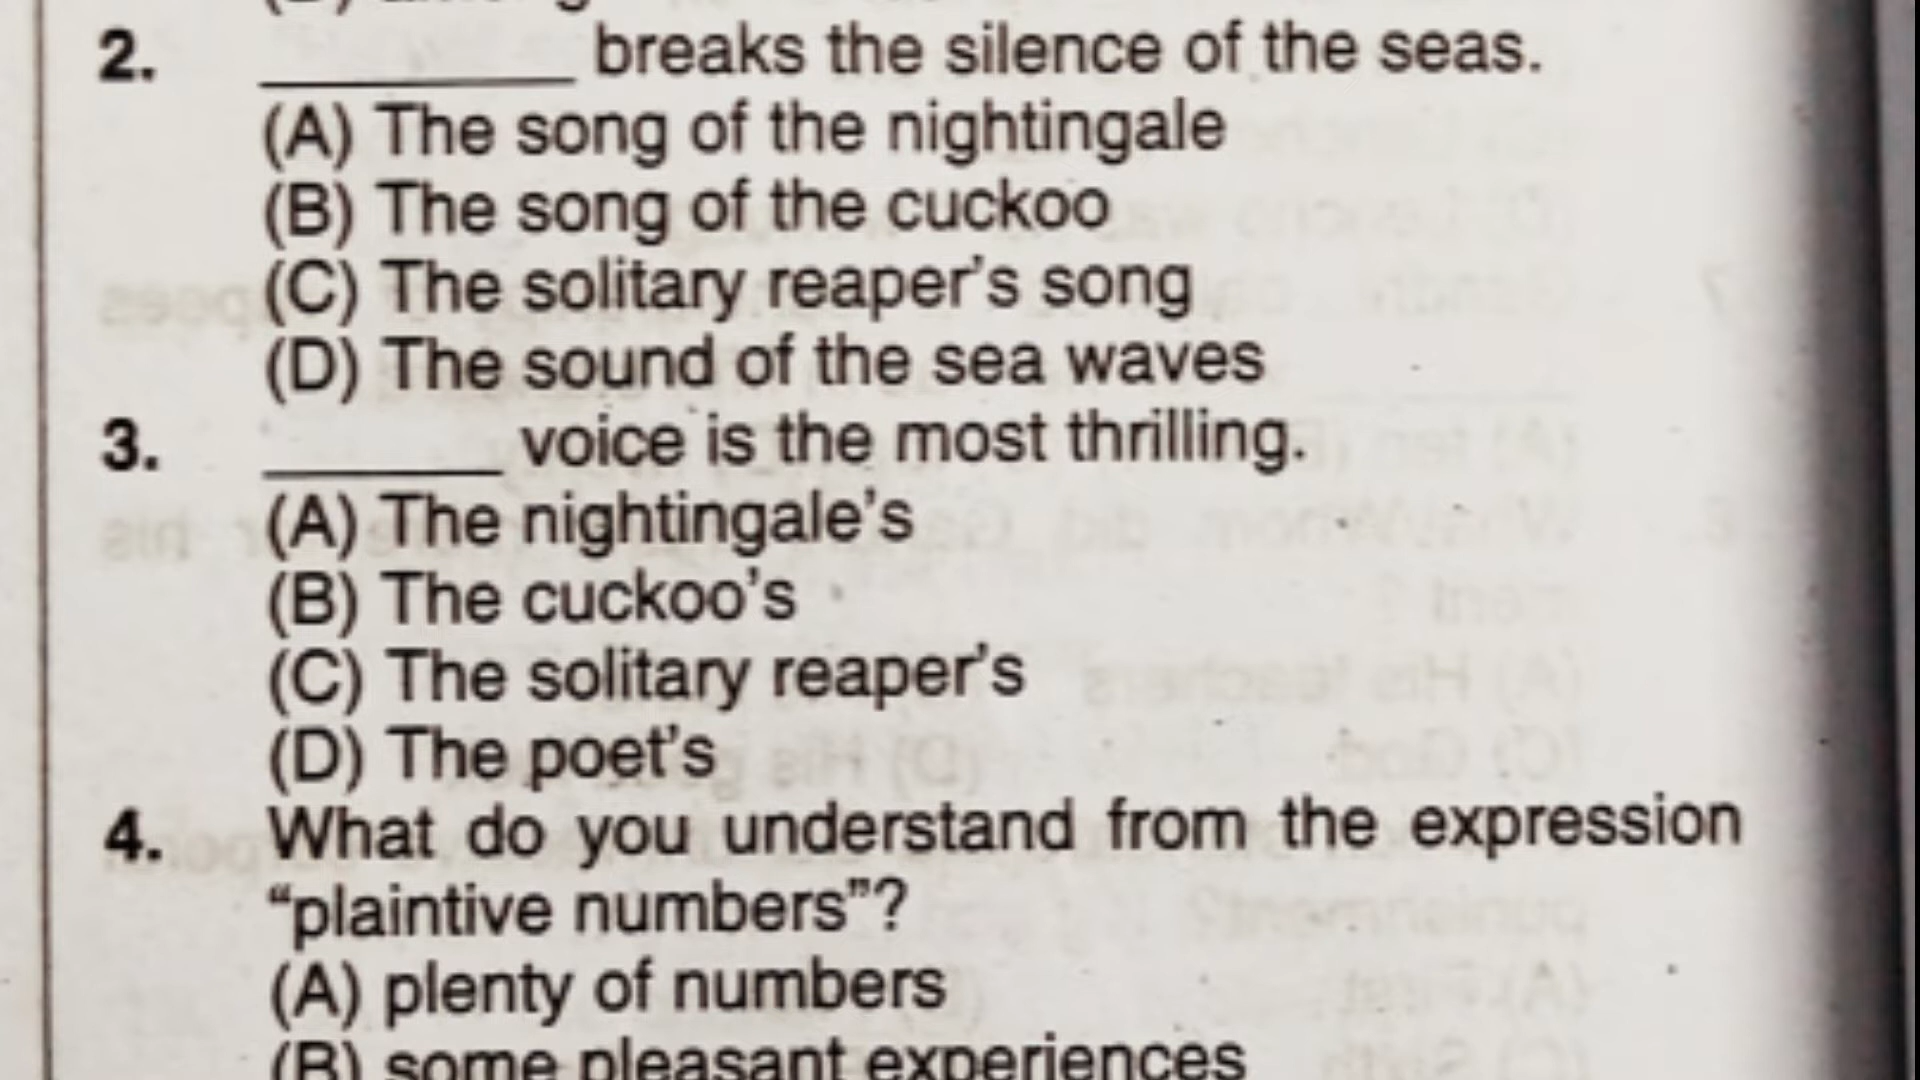 2. ________ breaks the silence of the seas.
(A) The song of the nightingale
(B) The song of the cuckoo
(C) The solitary reaper's song
(D) The sound of the sea waves
3. ______ voice is the most thrilling.
(A) The nightingale's
(B) The cuckoo's
(C) The solitary reaper's
(D) The poet's
4. What do you understand from the expression
“plaintive numbers”?
(A) plenty of numbers
(B) some pleasant experiences